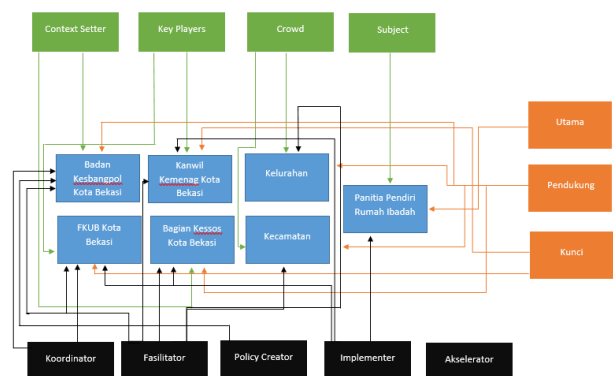 Context Setter
Key Players
Crowd
Subject
Utama
Badan
Kesbangpol
Kota Bekasi
Kanwil
Kemenag Kota
Bekasi
Kelurahan
Pendukung
Panitia Pendiri
Rumah Ibadah
FKUB Kota
Bekasi
Bagian Kessos
Kota Bekasi
Kecamatan
Kunci
Koordinator
Fasilitator
Policy Creator
Implementer
Akselerator